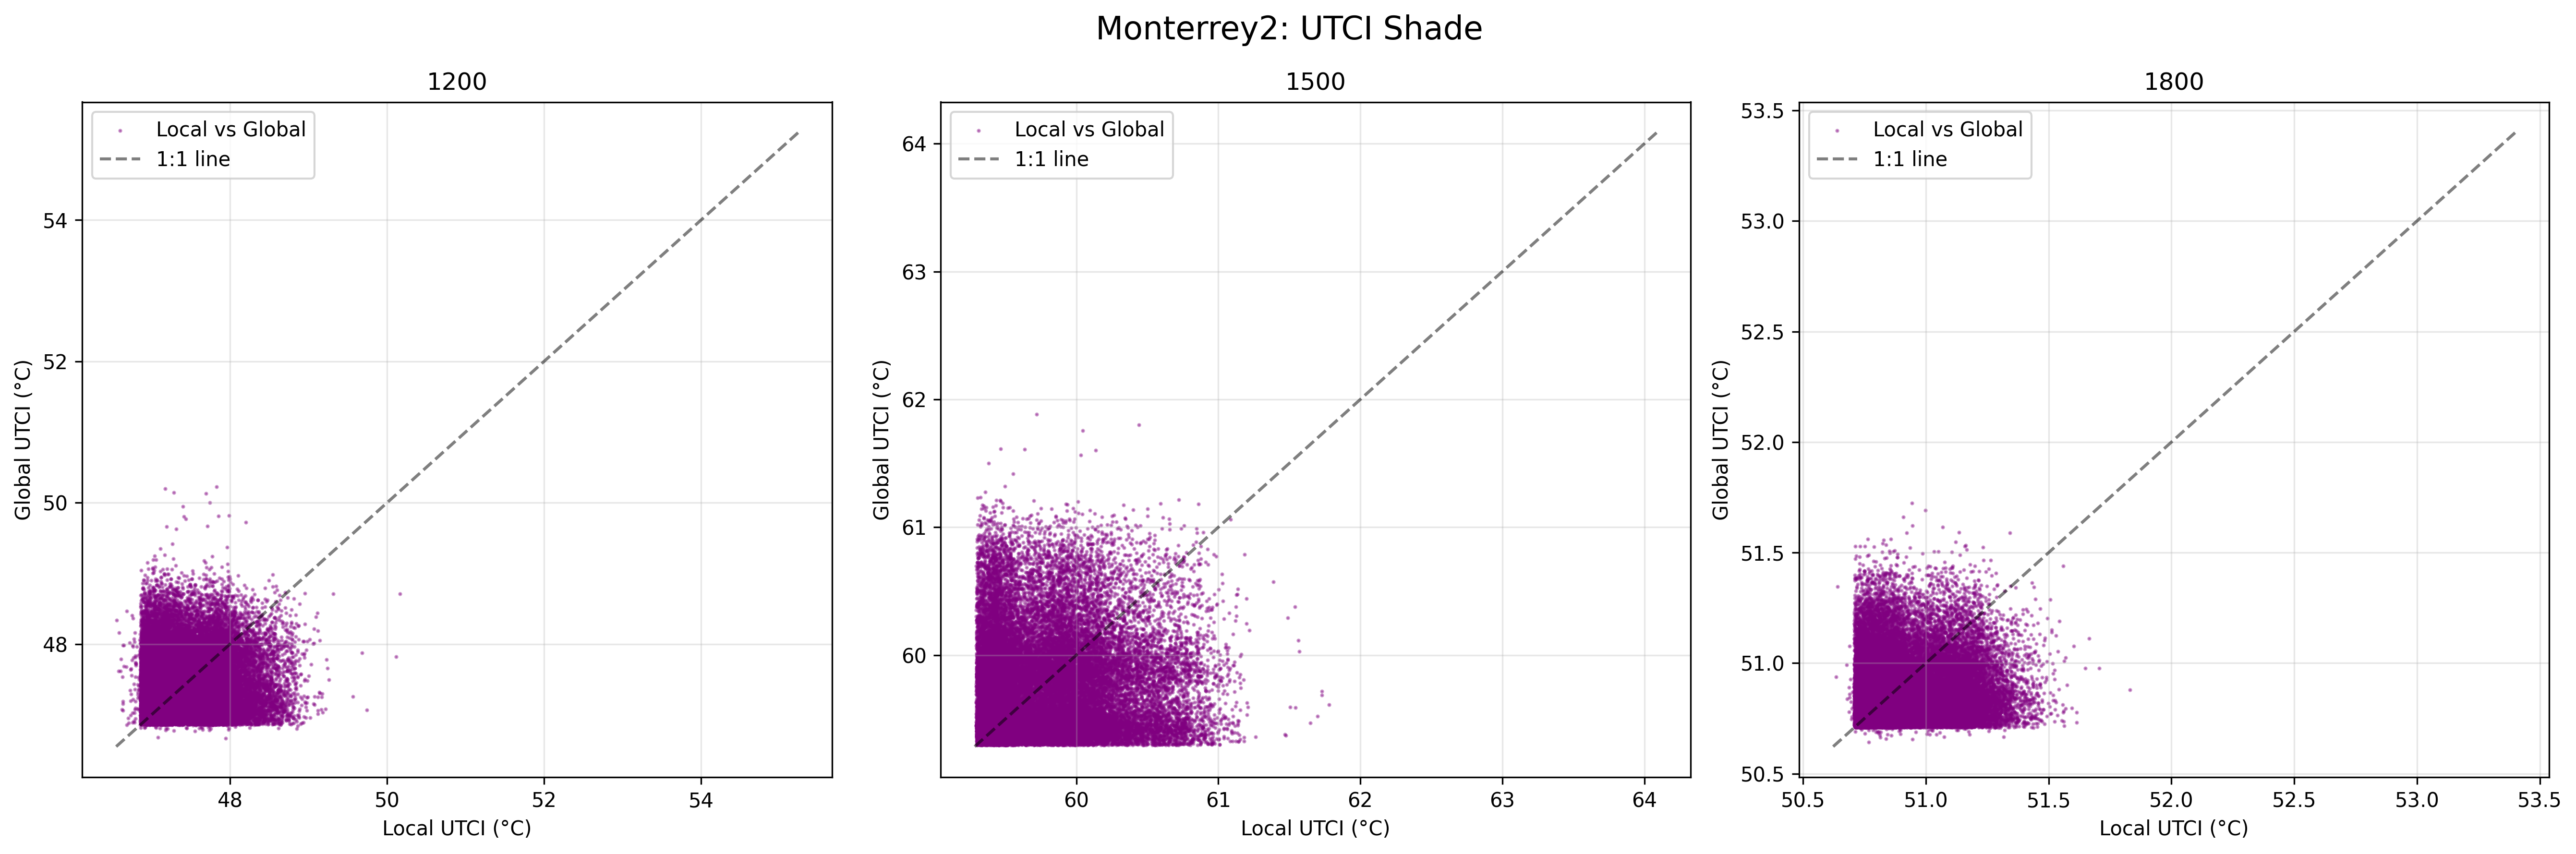 Monterrey2: UTCI Shade
1200
Local vs Global
1:1 line
54
52
50
48
Global UTCI (°C)
48 50 52 54
Local UTCI (°C)
1500
Local vs Global
1:1 line
64
63
62
61
60
Global UTCI (°C)
60 61 62 63 64
Local UTCI (°C)
1800
Local vs Global
1:1 line
53.5
53.0
52.5
52.0
51.5
51.0
50.5
Global UTCI (°C)
50.5 51.0 51.5 52.0 52.5 53.0 53.5
Local UTCI (°C)